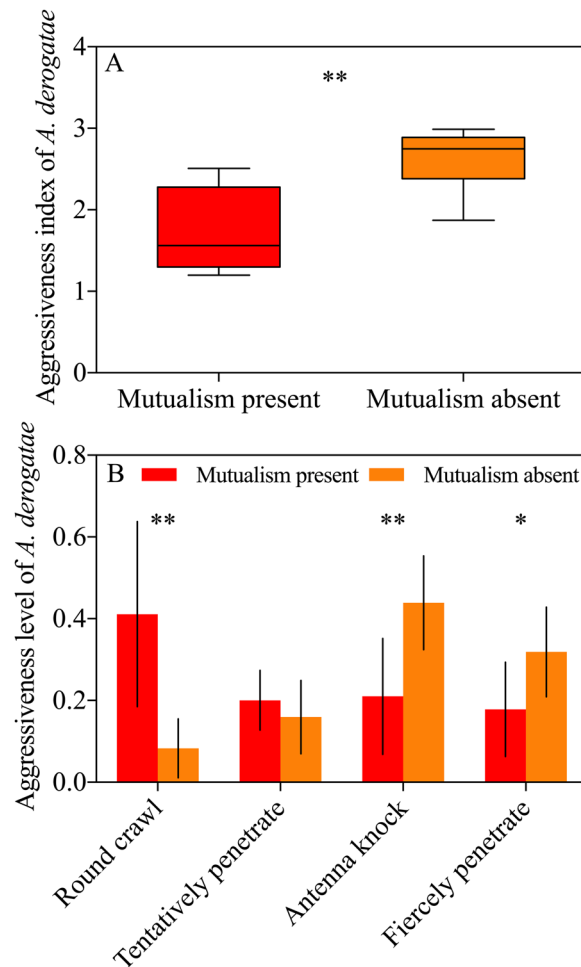 A
**
Aggressiveness index of A. derogatae
4
3
2
1
0
Mutualism present Mutualism absent
B Mutualism present Mutualism absent
** ** *
Aggressiveness level of A. derogatae
0.8
0.6
0.4
0.2
0.0
Round crawl
Tentatively penetrate
Antenna knock
Fiercely penetrate